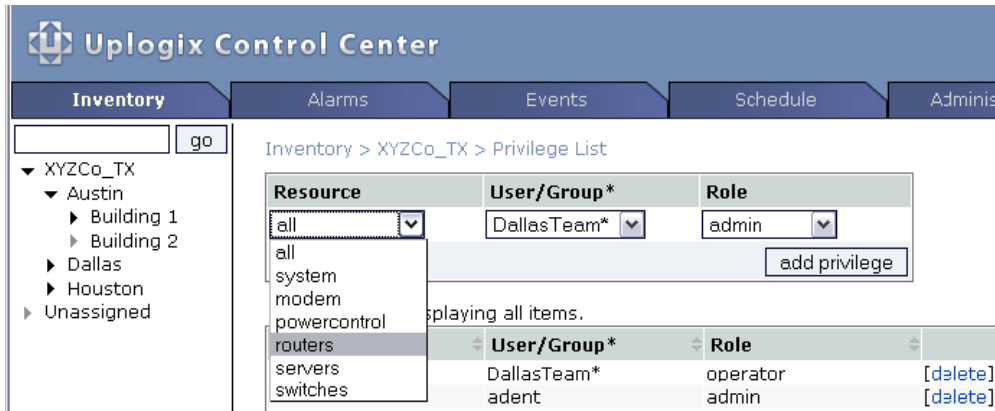 Uplogix Control Center
Inventory Alarms Events Schedule Adminis
go
XYZCo_TX
Austin
Building 1
Building 2
Dallas
Houston
Unassigned
Inventory > XYZCo_TX > Privilege List
Resource User/Group* Role
all DallasTeam* admin
add privilege
all
system
modem
powercontrol
routers
servers
switches
splaying all items.
User/Group* Role
DallasTeam* operator [delete]
adent admin [delete]